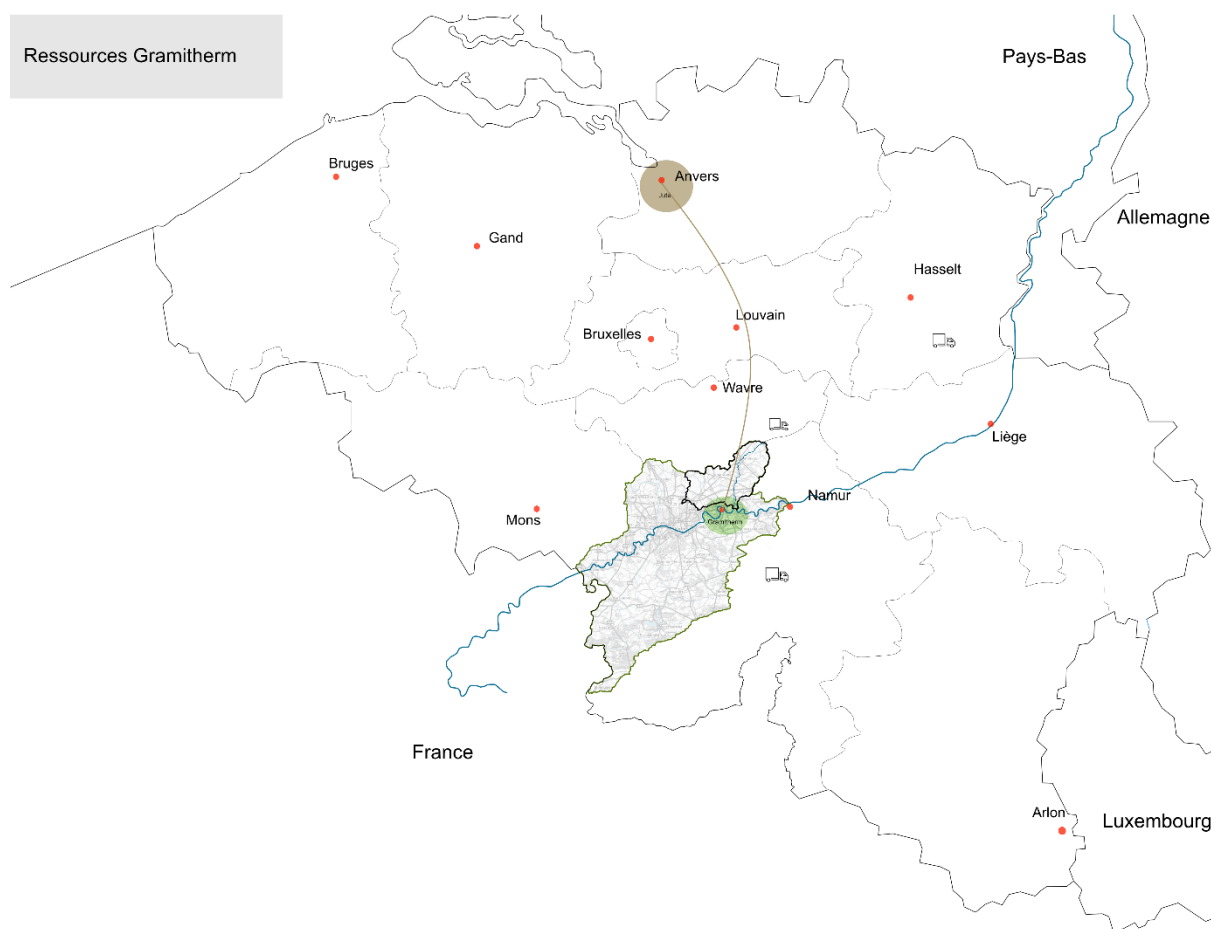 Ressources Gramitherm
Pays-Bas
Bruges
Anvers
Jute
Allemagne
Gand
Hasselt
Louvain
Bruxelles
Wavre
Liège
Namur
Mons
Gramitherm
France
Arlon
Luxembourg